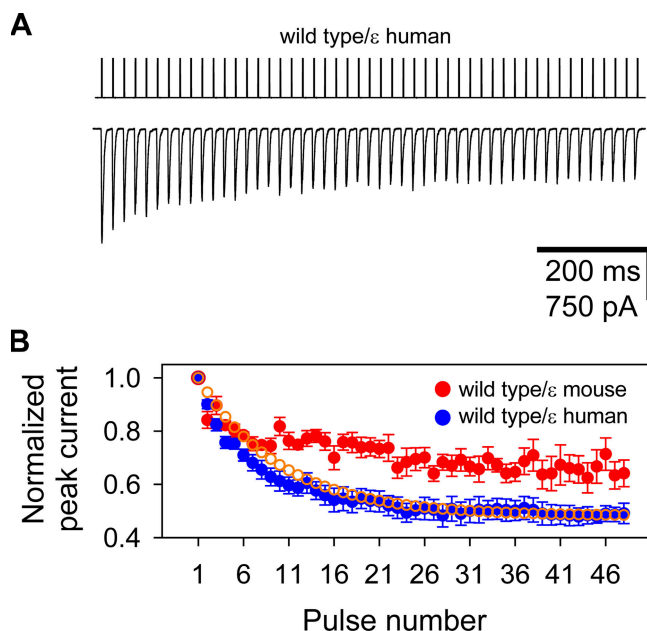 A
wild type/ε human
200 ms
750 pA
B
Normalized
peak current
1.0
0.8
0.6
0.4
wild type/ε mouse
wild type/ε human
1 6 11 16 21 26 31 36 41 46
Pulse number